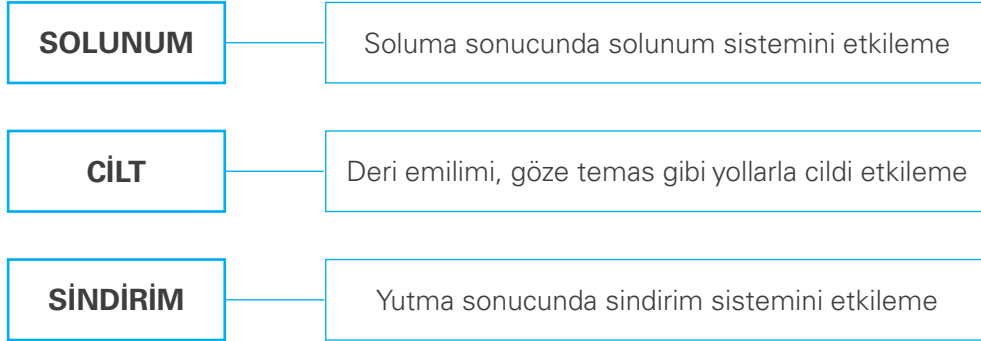 SOLUNUM
Soluma sonucunda solunum sistemini etkileme
CİLT
Deri emilimi, göze temas gibi yollarla cildi etkileme
SİNDİRİM
Yutma sonucunda sindirim sistemini etkileme